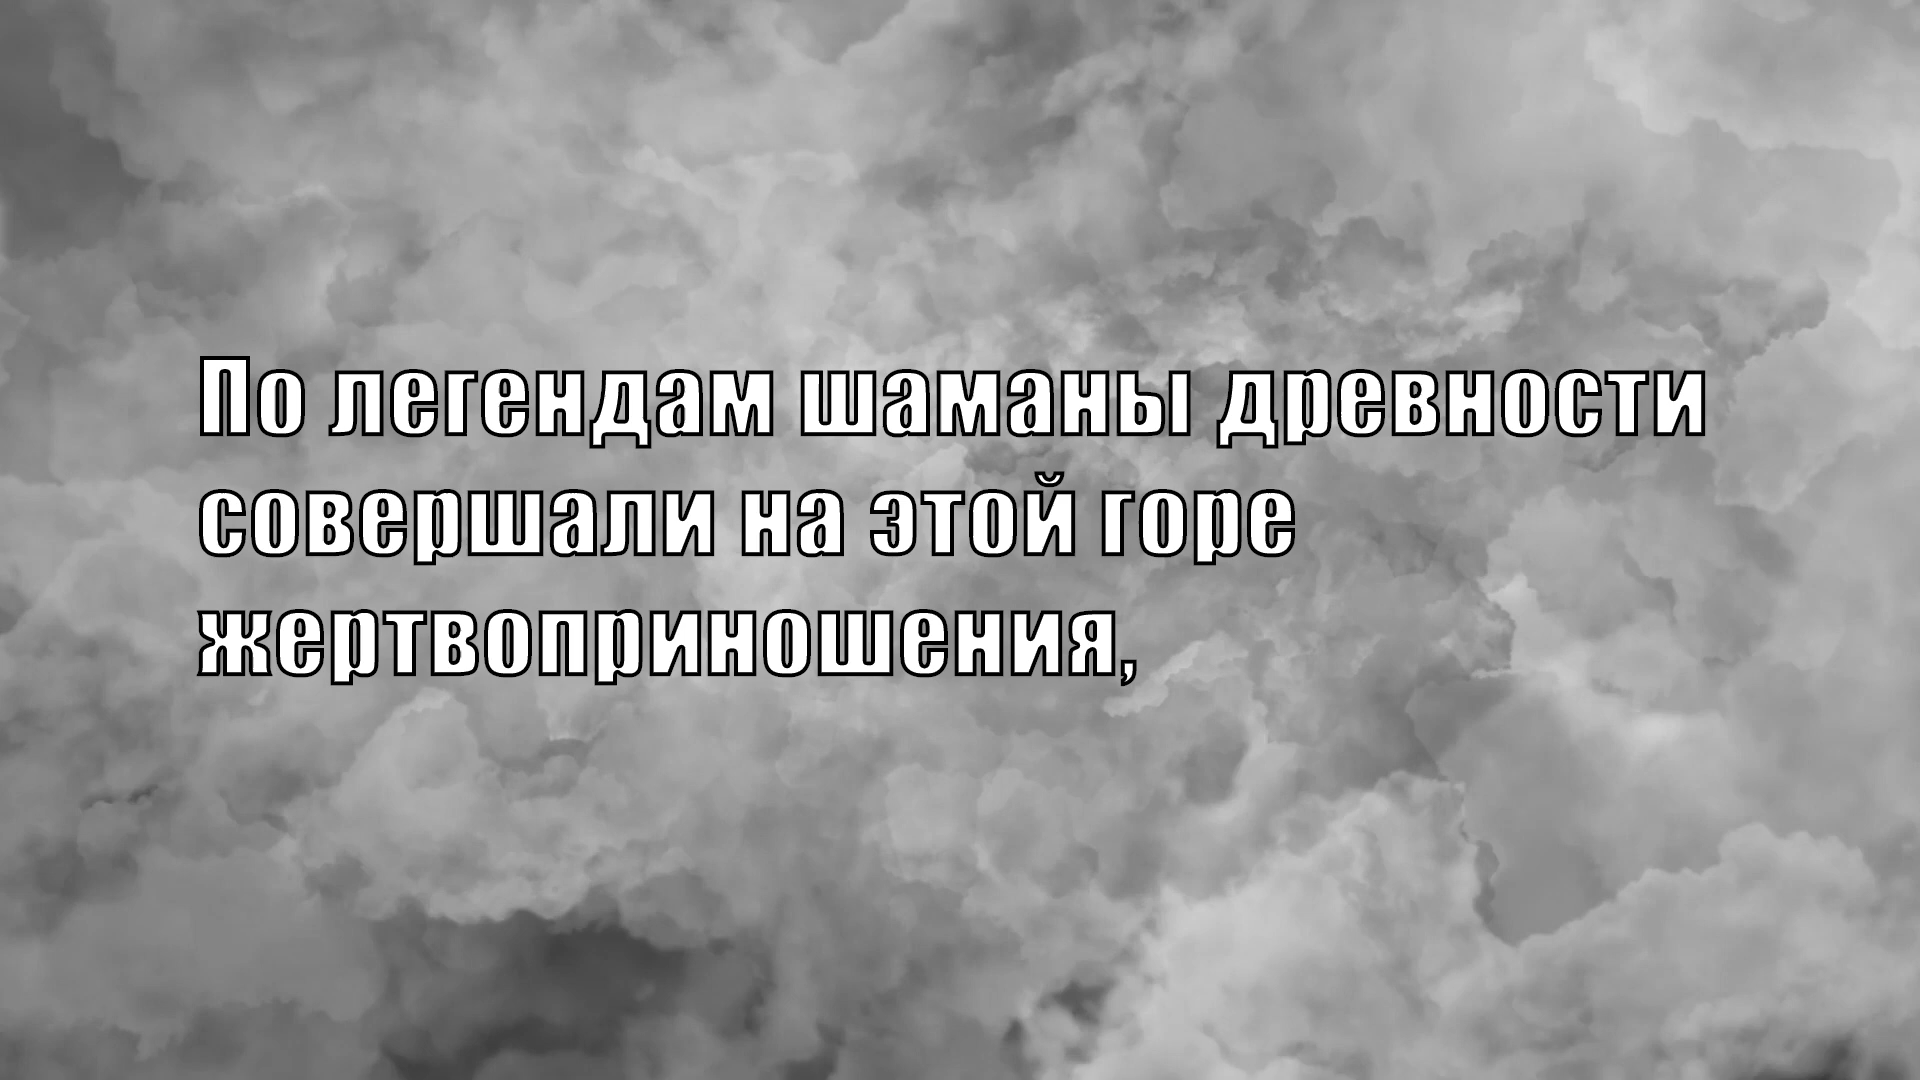 По легендам шаманы древности
совершали на этой горе
жертвоприношения,